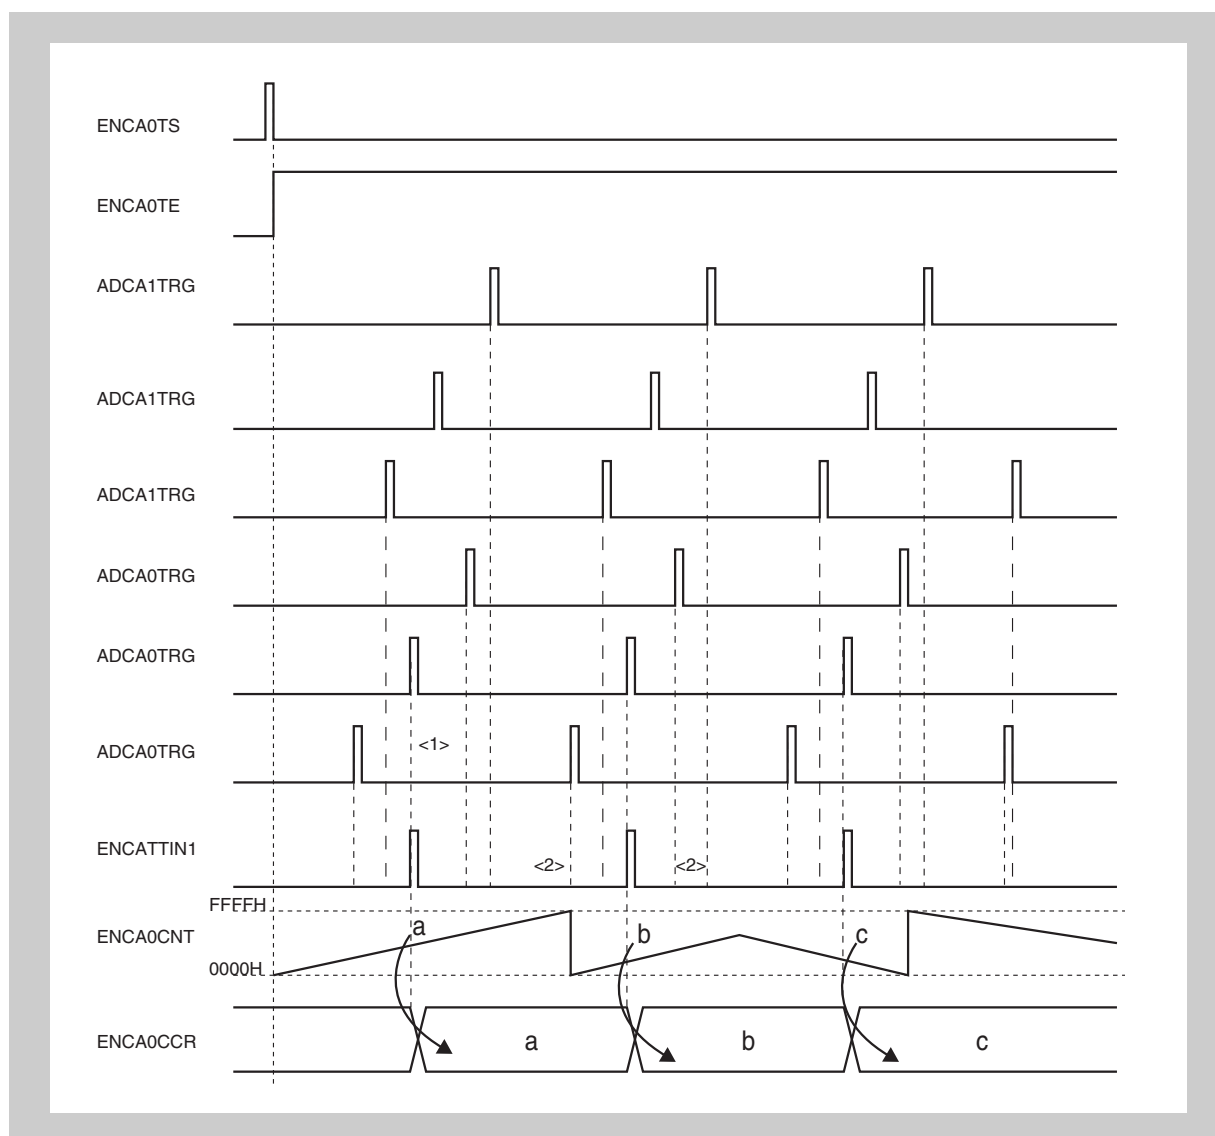 ENCA0TS
ENCA0TE
ADCA1TRG
ADCA1TRG
ADCA1TRG
ADCA0TRG
ADCA0TRG
ADCA0TRG
<1>
ENCATTIN1
<2>
<2>
FFFFH
ENCA0CNT
a
b
c
0000H
ENCA0CCR
a
b
c